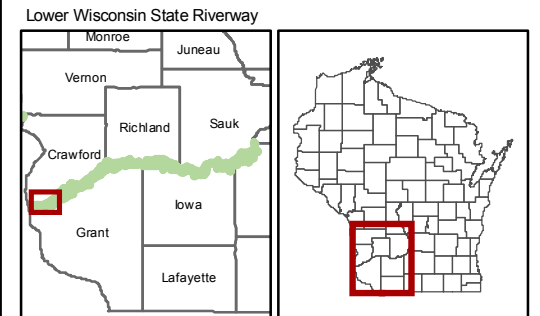 Lower Wisconsin State Riverway
Monroe
Juneau
Vernon
Richland
Sauk
Crawford
Iowa
Grant
Lafayette